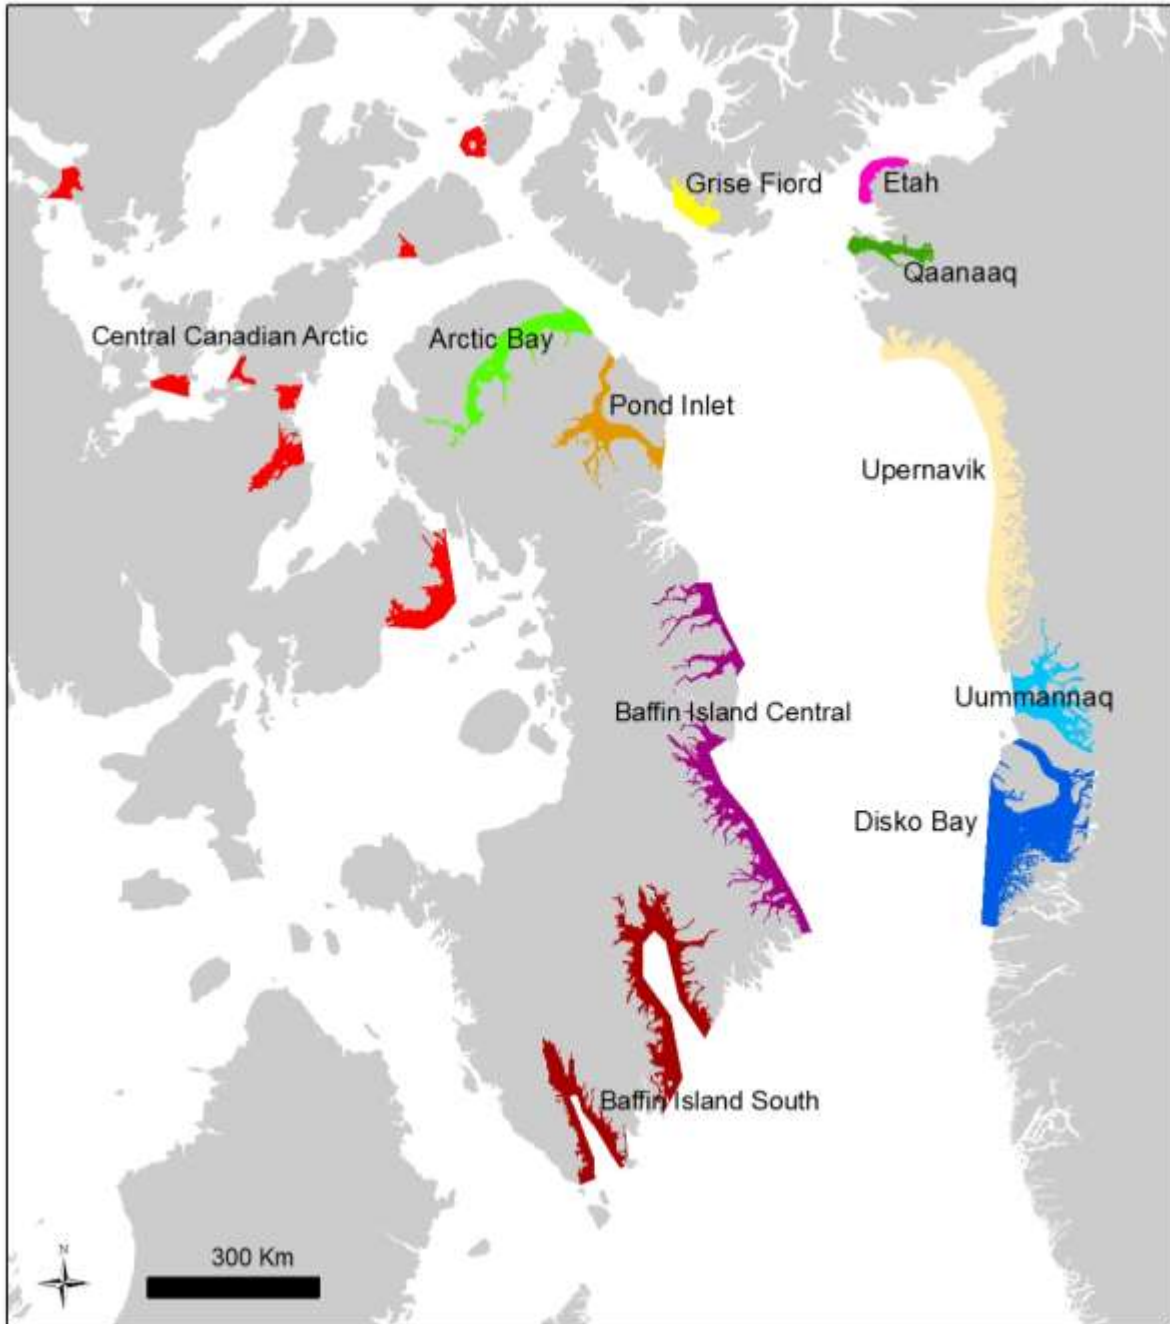 Grise Fiord
Etah
Qaanaaq
Central Canadian Arctic
Arctic Bay
Pond Inlet
Upernavik
Uummannaq
Baffin Island Central
Disko Bay
Baffin Island South
N
300 Km